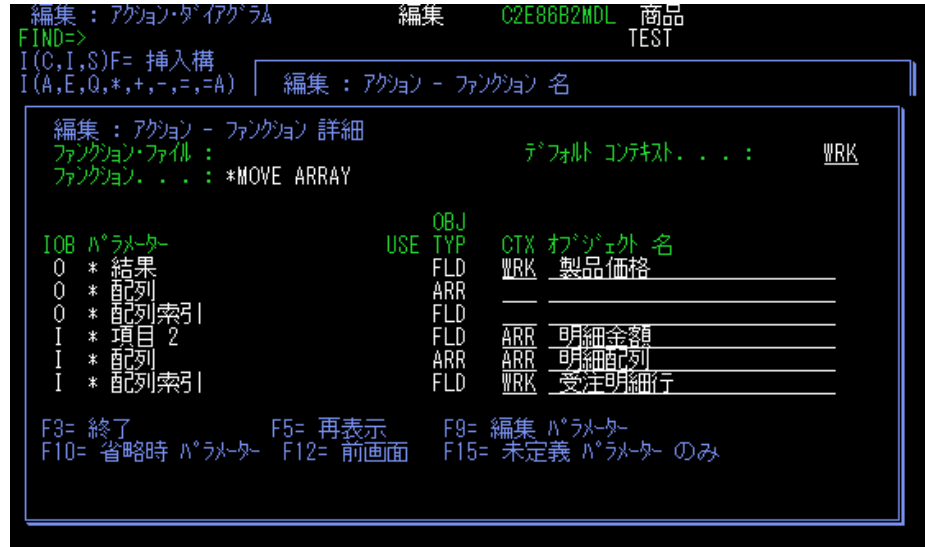 編集 : ｱｸｼｮﾝ･ﾀﾞｲｱｸﾞﾗﾑ 編集 C2E86B2MDL 商品
FIND=> TEST
I(C,I,S)F= 挿入構
I(A,E,Q,*,+,-,=,=A) 編集 : ｱｸｼｮﾝ - ﾌｧﾝｸｼｮﾝ 名
編集 : ｱｸｼｮﾝ - ﾌｧﾝｸｼｮﾝ 詳細
ﾌｧﾝｸｼｮﾝ･ﾌｧｲﾙ : ﾃﾞﾌｫﾙﾄ ｺﾝﾃｷｽﾄ. . . : WRK
ﾌｧﾝｸｼｮﾝ. . . : *MOVE ARRAY
OBJ
IOB ﾊﾟﾗﾒｰﾀｰ USE TYP CTX ｵﾌﾞｼﾞｪｸﾄ 名
O * 結果 FLD WRK 製品価格
O * 配列 ARR
O * 配列索引 FLD
I * 項目 2 FLD ARR 明細金額
I * 配列 ARR ARR 明細配列
I * 配列索引 FLD WRK 受注明細行
F3= 終了 F5= 再表示 F9= 編集 ﾊﾟﾗﾒｰﾀｰ
F10= 省略時 ﾊﾟﾗﾒｰﾀｰ F12= 前画面 F15= 未定義 ﾊﾟﾗﾒｰﾀｰ のみ